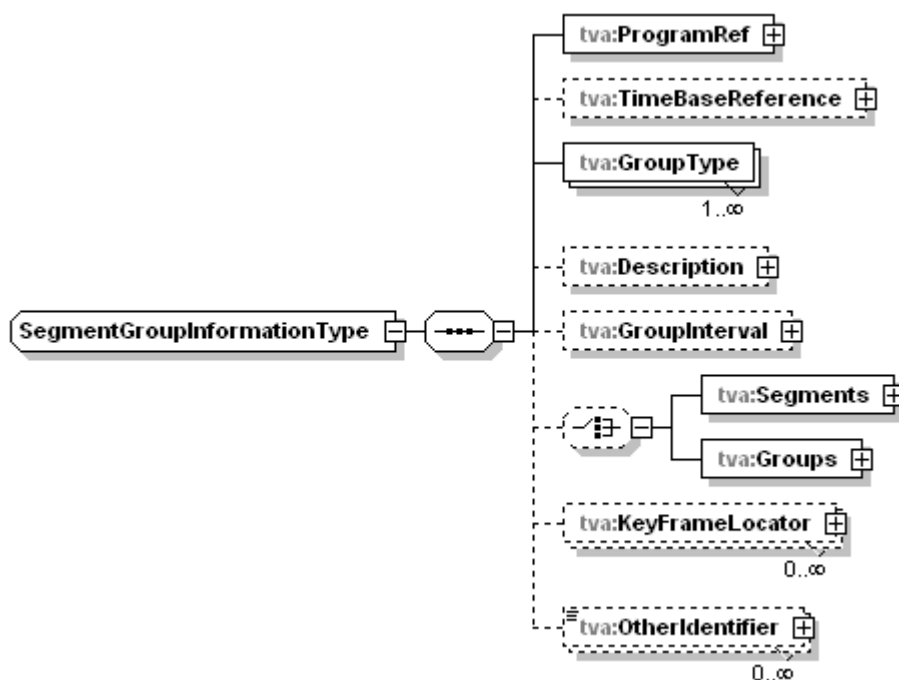 tva:ProgramRef
tva:TimeBaseReference
tva:GroupType
1..∞
tva:Description
SegmentGroupInformationType
tva:GroupInterval
tva:Segments
tva:Groups
tva:KeyFrameLocator
0..∞
tva:OtherIdentifier
0..∞